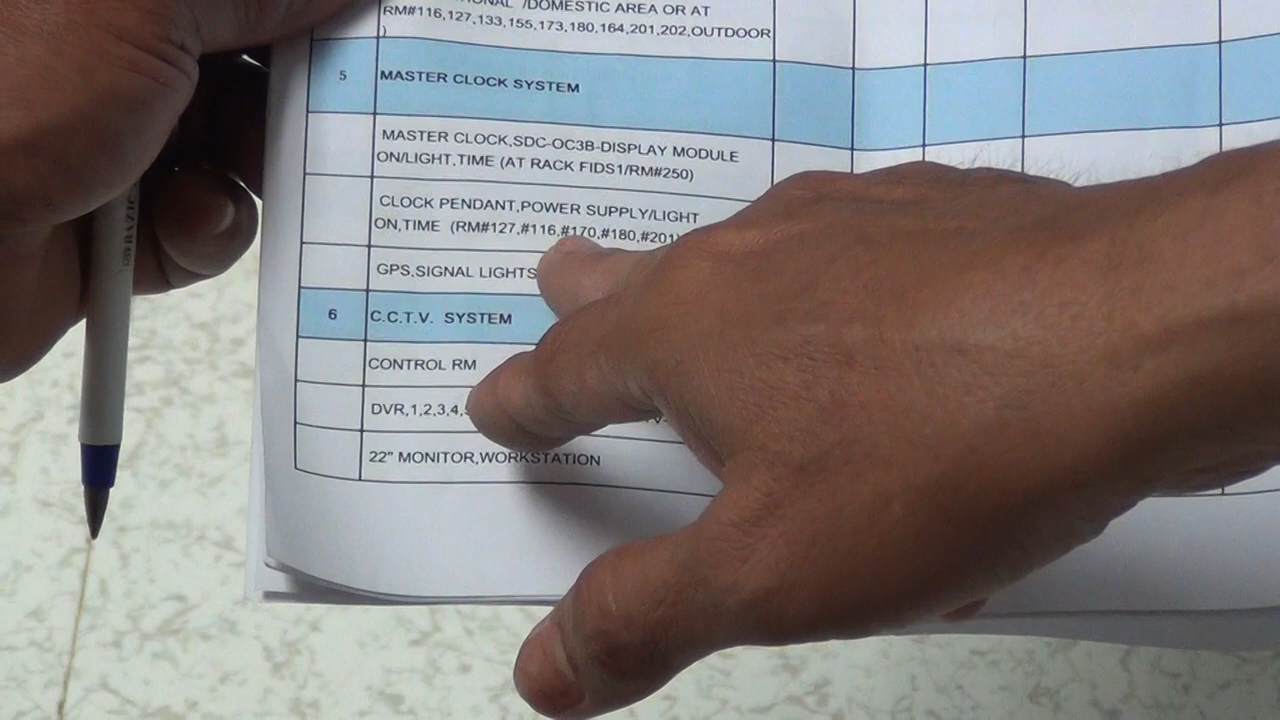 /DOMESTIC AREA OR AT
RM#116,127,133,155,173,180,164,201,202,OUTDOOR
)
5 MASTER CLOCK SYSTEM
MASTER CLOCK,SDC-OC3B-DISPLAY MODULE
ON/LIGHT,TIME (AT RACK FIDS1/RM#250)
CLOCK PENDANT,POWER SUPPLY/LIGHT
ON,TIME (RM#127,#116,#170,#180,#201)
GPS,SIGNAL LIGHTS
6 C.C.T.V. SYSTEM
CONTROL RM
DVR,1,2,3,4,
22" MONITOR,WORKSTATION